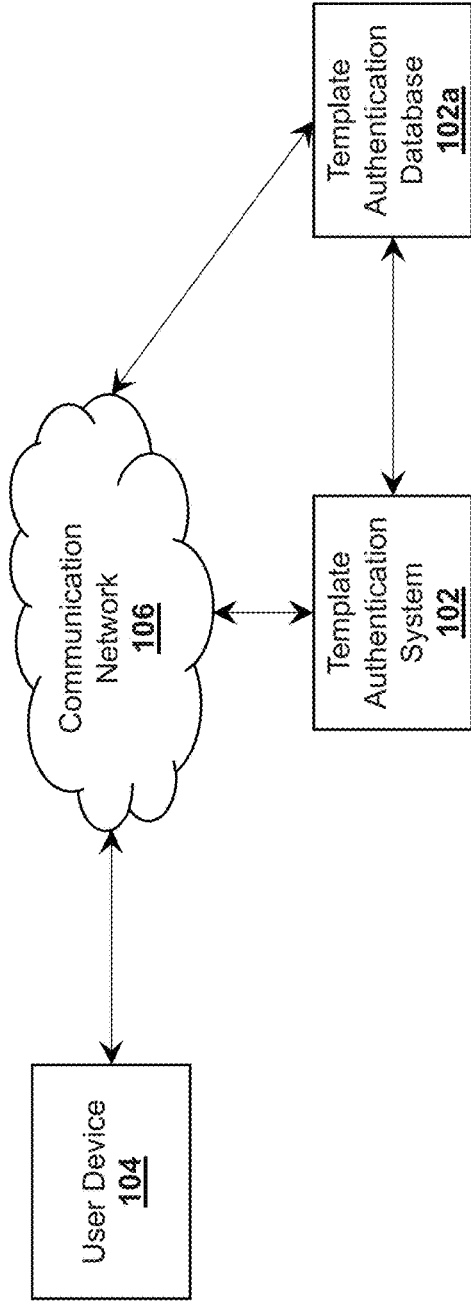 User Device
104
Communication
Network
106
Template
Authentication
System
102
Template
Authentication
Database
102a